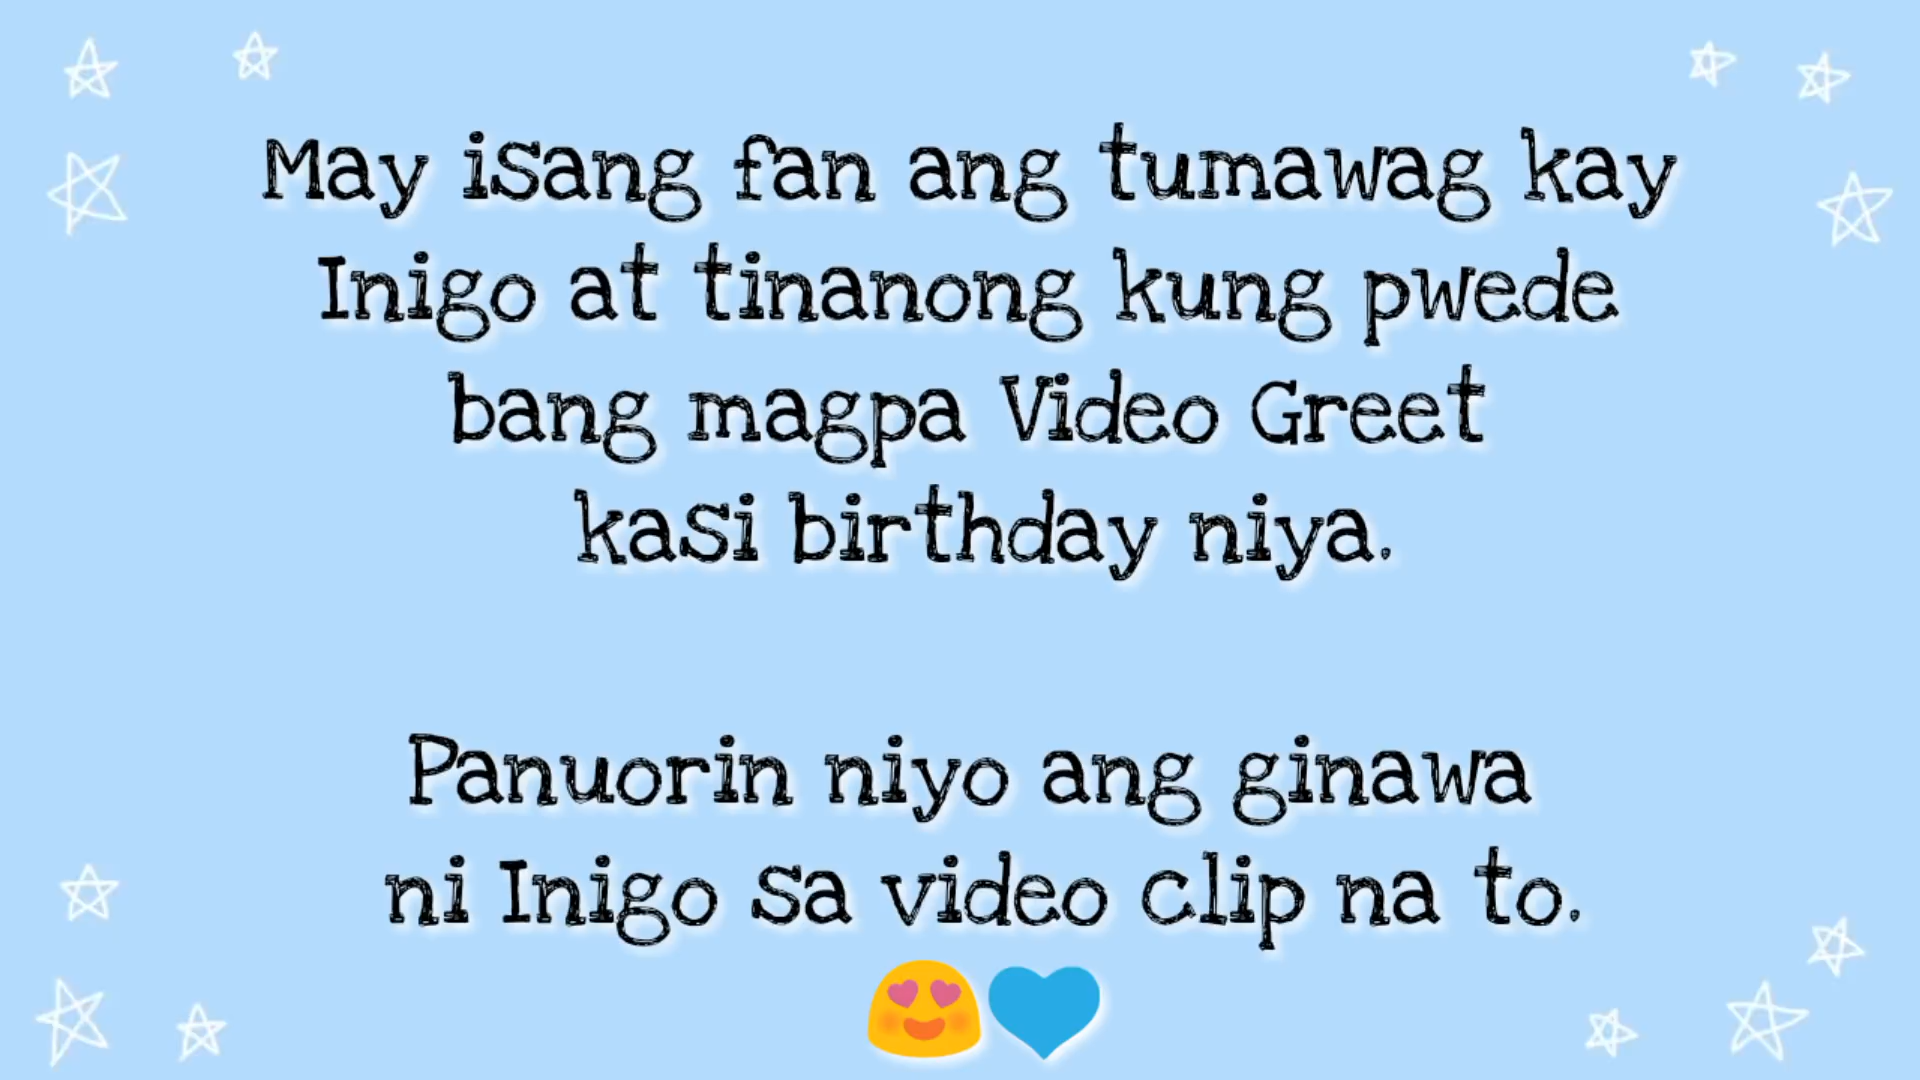 May isang fan ang tumawag kay
Inigo at tinanong kung pwede
bang magpa Video Greet
kasi birthday niya.
Panuorin niyo ang ginawa
ni Inigo sa video clip na to.
😍💙